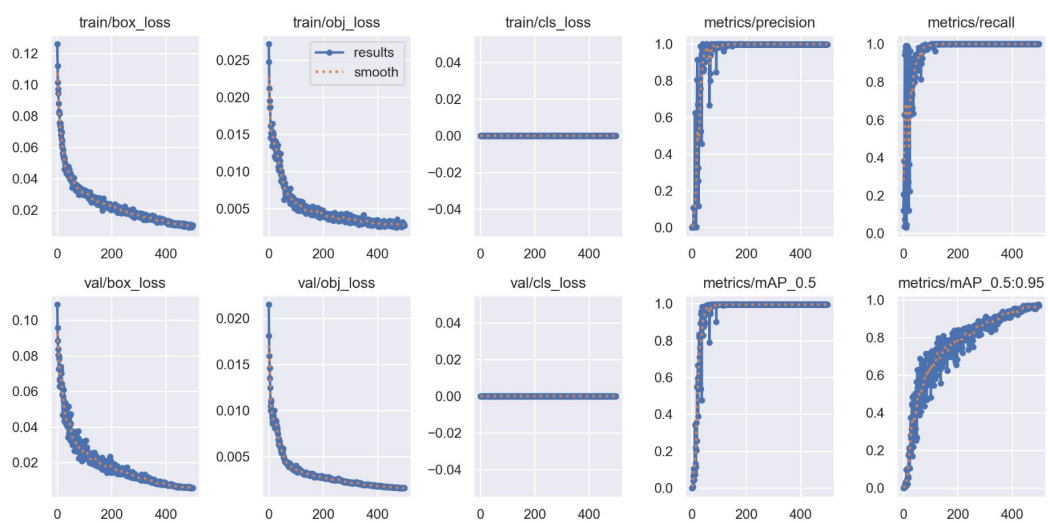 train/box_loss
train/obj_loss
train/cls_loss
metrics/precision
metrics/recall
0.12
0.10
0.08
0.06
0.04
0.02
0 200 400
0.025
0.020
0.015
0.010
0.005
results
smooth
0 200 400
0.04
0.02
0.00
−0.02
−0.04
0 200 400
1.0
0.8
0.6
0.4
0.2
0.0
0 200 400
1.0
0.8
0.6
0.4
0.2
0.0
0 200 400
val/box_loss
val/obj_loss
val/cls_loss
metrics/mAP_0.5
metrics/mAP_0.5:0.95
0.10
0.08
0.06
0.04
0.02
0 200 400
0.020
0.015
0.010
0.005
0 200 400
0.04
0.02
0.00
−0.02
−0.04
0 200 400
1.0
0.8
0.6
0.4
0.2
0.0
0 200 400
1.0
0.8
0.6
0.4
0.2
0.0
0 200 400